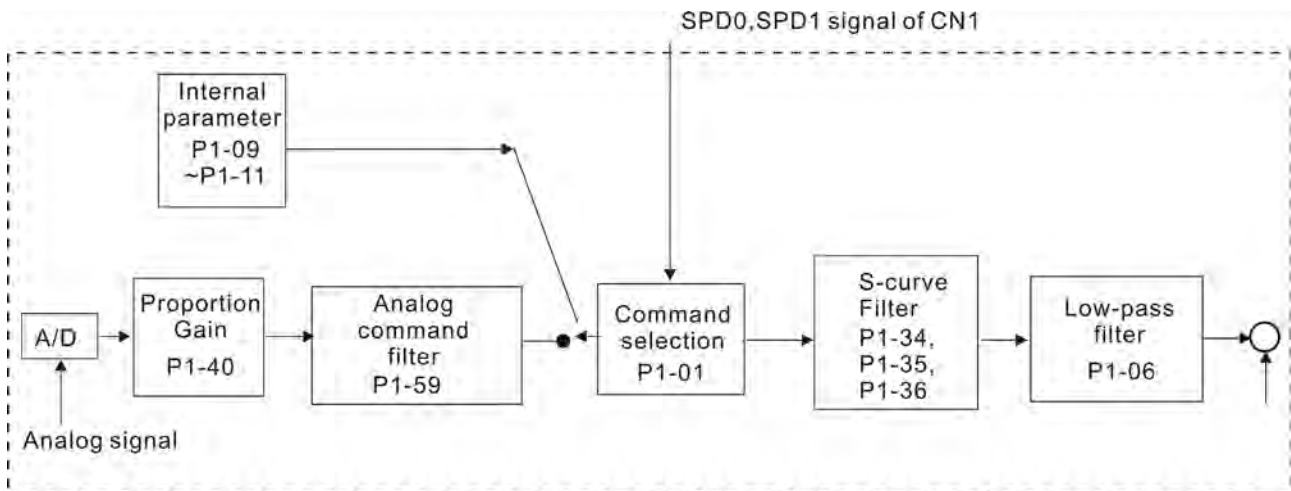 SPD0,SPD1 signal of CN1
Internal
parameter
P1-09
~P1-11
A/D
Analog signal
Proportion
Gain
P1-40
Analog
command
filter
P1-59
Command
selection
P1-01
S-curve
Filter
P1-34,
P1-35,
P1-36
Low-pass
filter
P1-06